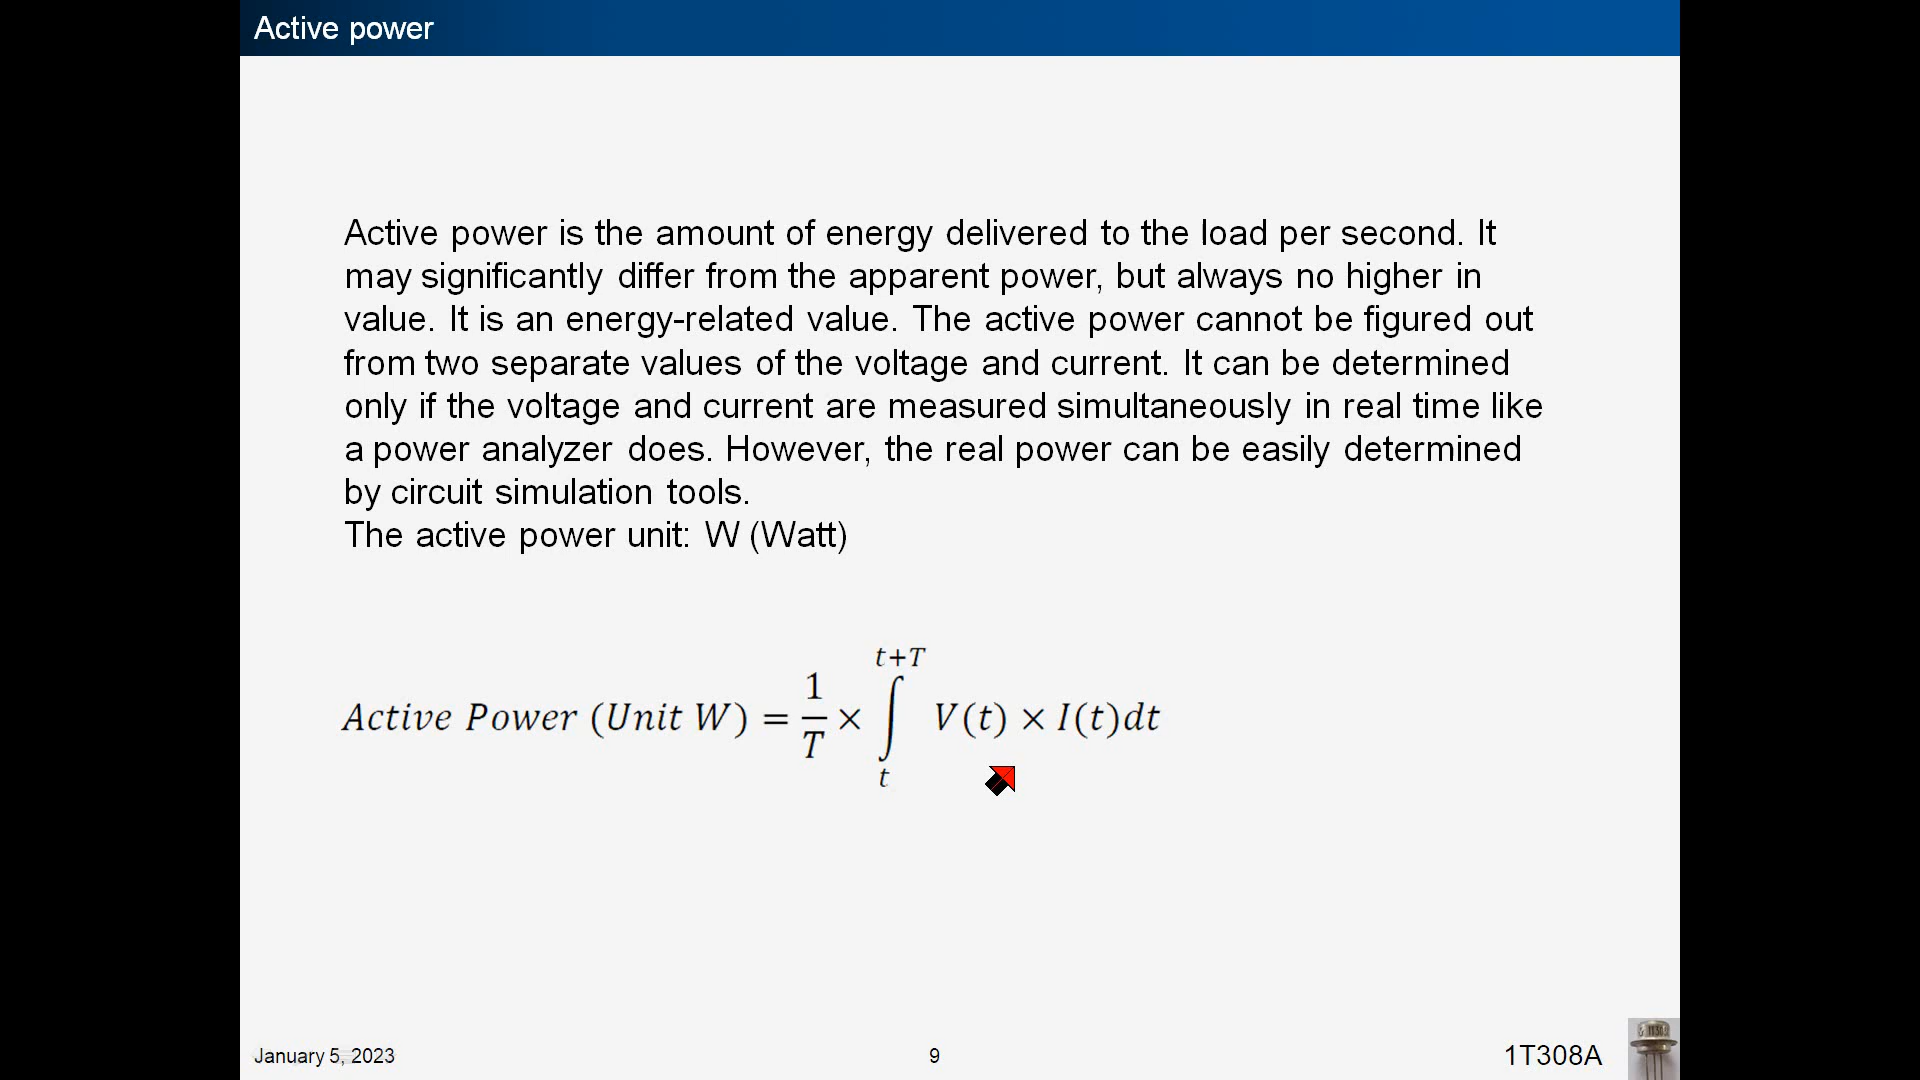 Active power
Active power is the amount of energy delivered to the load per second. It
may significantly differ from the apparent power, but always no higher in
value. It is an energy-related value. The active power cannot be figured out
from two separate values of the voltage and current. It can be determined
only if the voltage and current are measured simultaneously in real time like
a power analyzer does. However, the real power can be easily determined
by circuit simulation tools.
The active power unit: W (Watt)
Active Power (Unit W) = 1/T × ∫_t^{t+T} V(t) × I(t)dt
January 5, 2023
9
1T308A